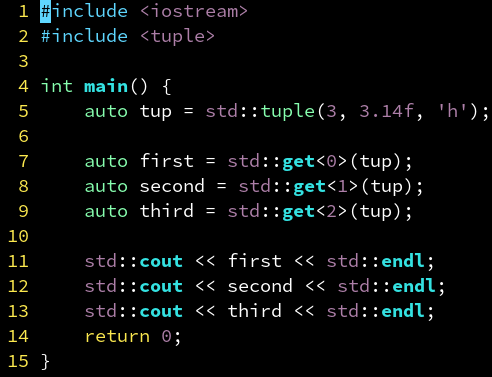 1 #include <iostream>
2 #include <tuple>
3
4 int main() {
5     auto tup = std::tuple(3, 3.14f, 'h');
6
7     auto first = std::get<0>(tup);
8     auto second = std::get<1>(tup);
9     auto third = std::get<2>(tup);
10
11     std::cout << first << std::endl;
12     std::cout << second << std::endl;
13     std::cout << third << std::endl;
14     return 0;
15 }